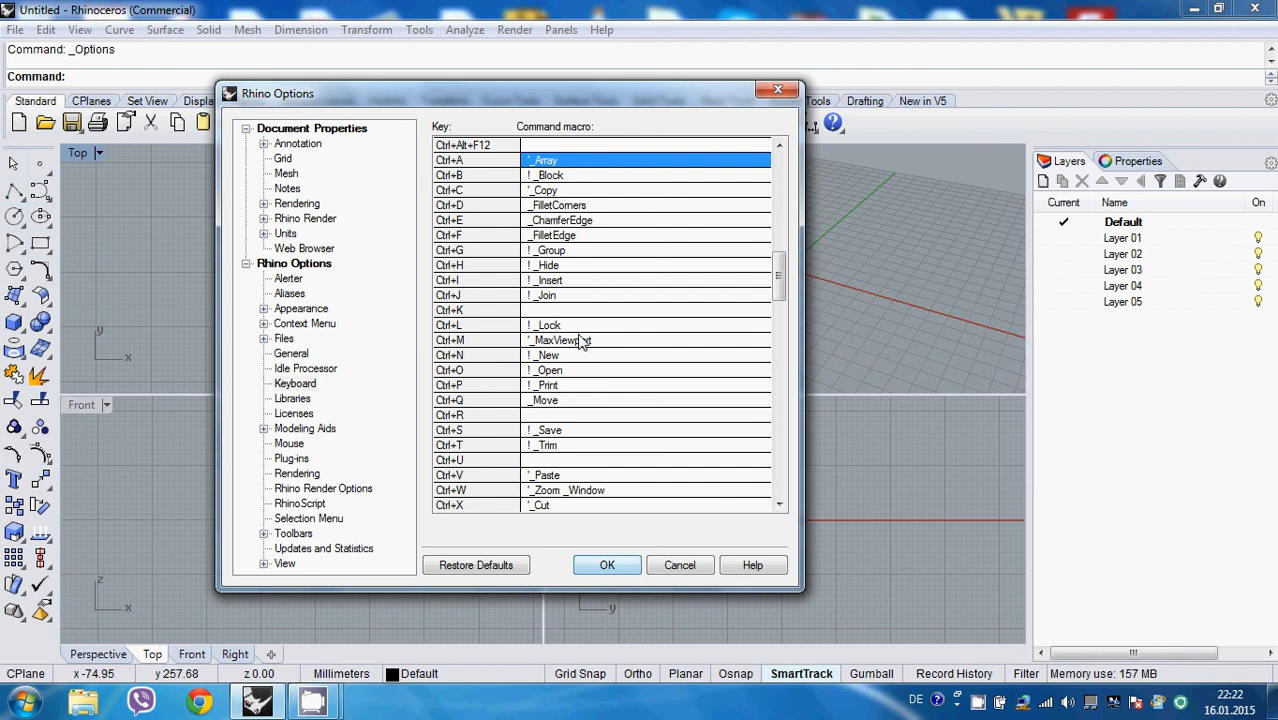 Untitled - Rhinoceros (Commercial)
File Edit View Curve Surface Solid Mesh Dimension Transform Tools Analyze Render Panels Help
Command: _Options
Command:
Standard CPlanes Set View Displ Tools Drafting New in V5
Rhino Options
Top
Document Properties
Annotation
Grid
Mesh
Notes
Rendering
Rhino Render
Units
Web Browser
Rhino Options
Alerter
Aliases
Appearance
Context Menu
Files
General
Idle Processor
Keyboard
Libraries
Licenses
Modeling Aids
Mouse
Plug-ins
Rendering
Rhino Render Options
RhinoScript
Selection Menu
Toolbars
Updates and Statistics
View
Key: Command macro:
Ctrl+Alt+F12
Ctrl+A '_Array
Ctrl+B ! _Block
Ctrl+C '_Copy
Ctrl+D _FilletCorners
Ctrl+E _ChamferEdge
Ctrl+F _FilletEdge
Ctrl+G ! _Group
Ctrl+H ! _Hide
Ctrl+I ! _Insert
Ctrl+J ! _Join
Ctrl+K
Ctrl+L ! _Lock
Ctrl+M '_MaxViewport
Ctrl+N ! _New
Ctrl+O ! _Open
Ctrl+P ! _Print
Ctrl+Q _Move
Ctrl+R
Ctrl+S ! _Save
Ctrl+T ! _Trim
Ctrl+U
Ctrl+V '_Paste
Ctrl+W '_Zoom _Window
Ctrl+X '_Cut
Restore Defaults OK Cancel Help
Layers Properties
Current Name On
Default
Layer 01
Layer 02
Layer 03
Layer 04
Layer 05
y
x
Front
z
x
y
Perspective Top Front Right
CPlane x -74.95 y 257.68 z 0.00 Millimeters Default Grid Snap Ortho Planar Osnap SmartTrack Gumball Record History Filter Memory use: 157 MB
DE
22:22
16.01.2015